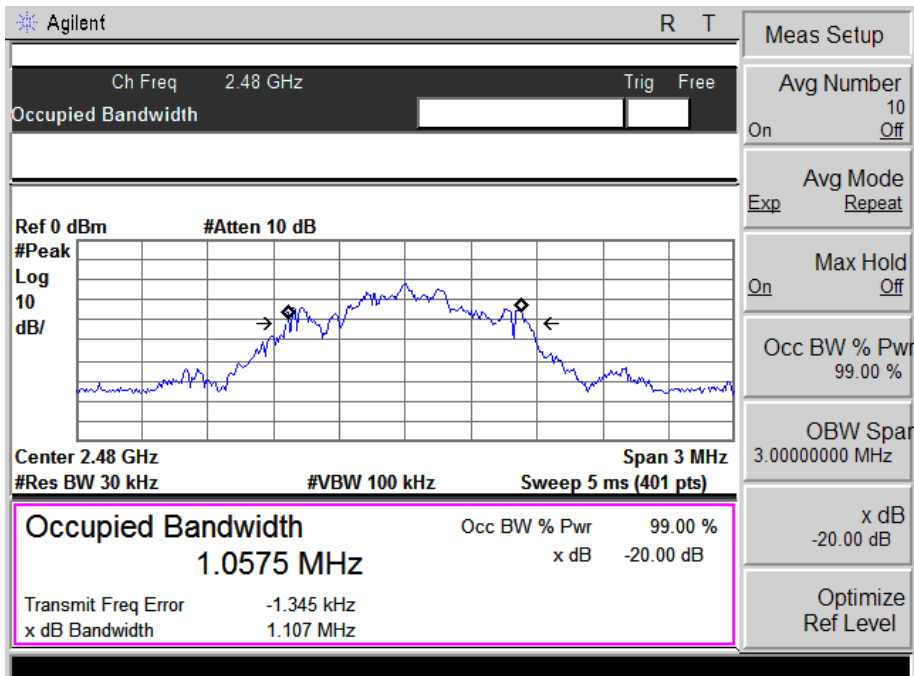 Agilent R T
Ch Freq 2.48 GHz Trig Free
Occupied Bandwidth
Ref 0 dBm #Atten 10 dB
#Peak
Log
10
dB/
Center 2.48 GHz Span 3 MHz
#Res BW 30 kHz #VBW 100 kHz Sweep 5 ms (401 pts)
Occupied Bandwidth Occ BW % Pwr 99.00 %
1.0575 MHz x dB -20.00 dB
Transmit Freq Error -1.345 kHz
x dB Bandwidth 1.107 MHz
Meas Setup
Avg Number
10
On Off
Avg Mode
Exp Repeat
Max Hold
On Off
Occ BW % Pwr
99.00 %
OBW Span
3.00000000 MHz
x dB
-20.00 dB
Optimize
Ref Level